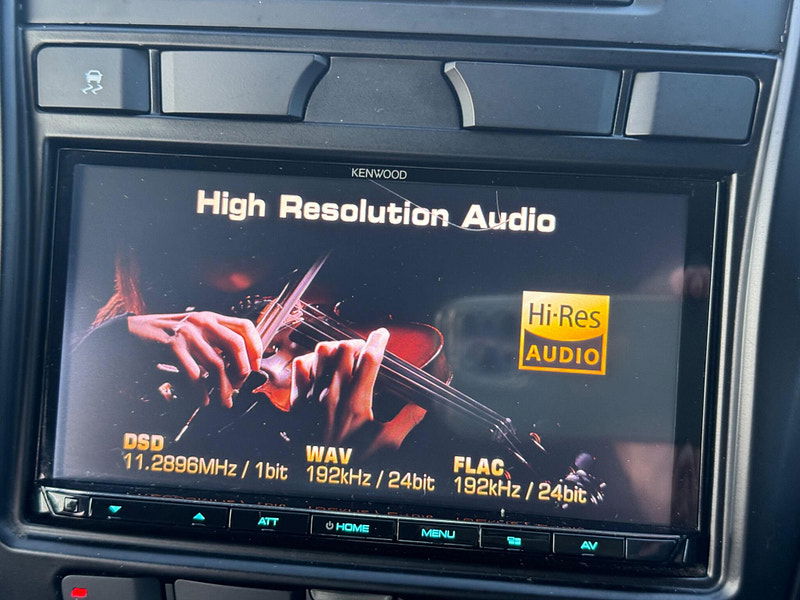 KENWOOD
High Resolution Audio
Hi-Res
AUDIO
DSD
11.2896MHz / 1bit
WAV
192kHz / 24bit
FLAC
192kHz / 24bit
ATT
HOME
MENU
AV